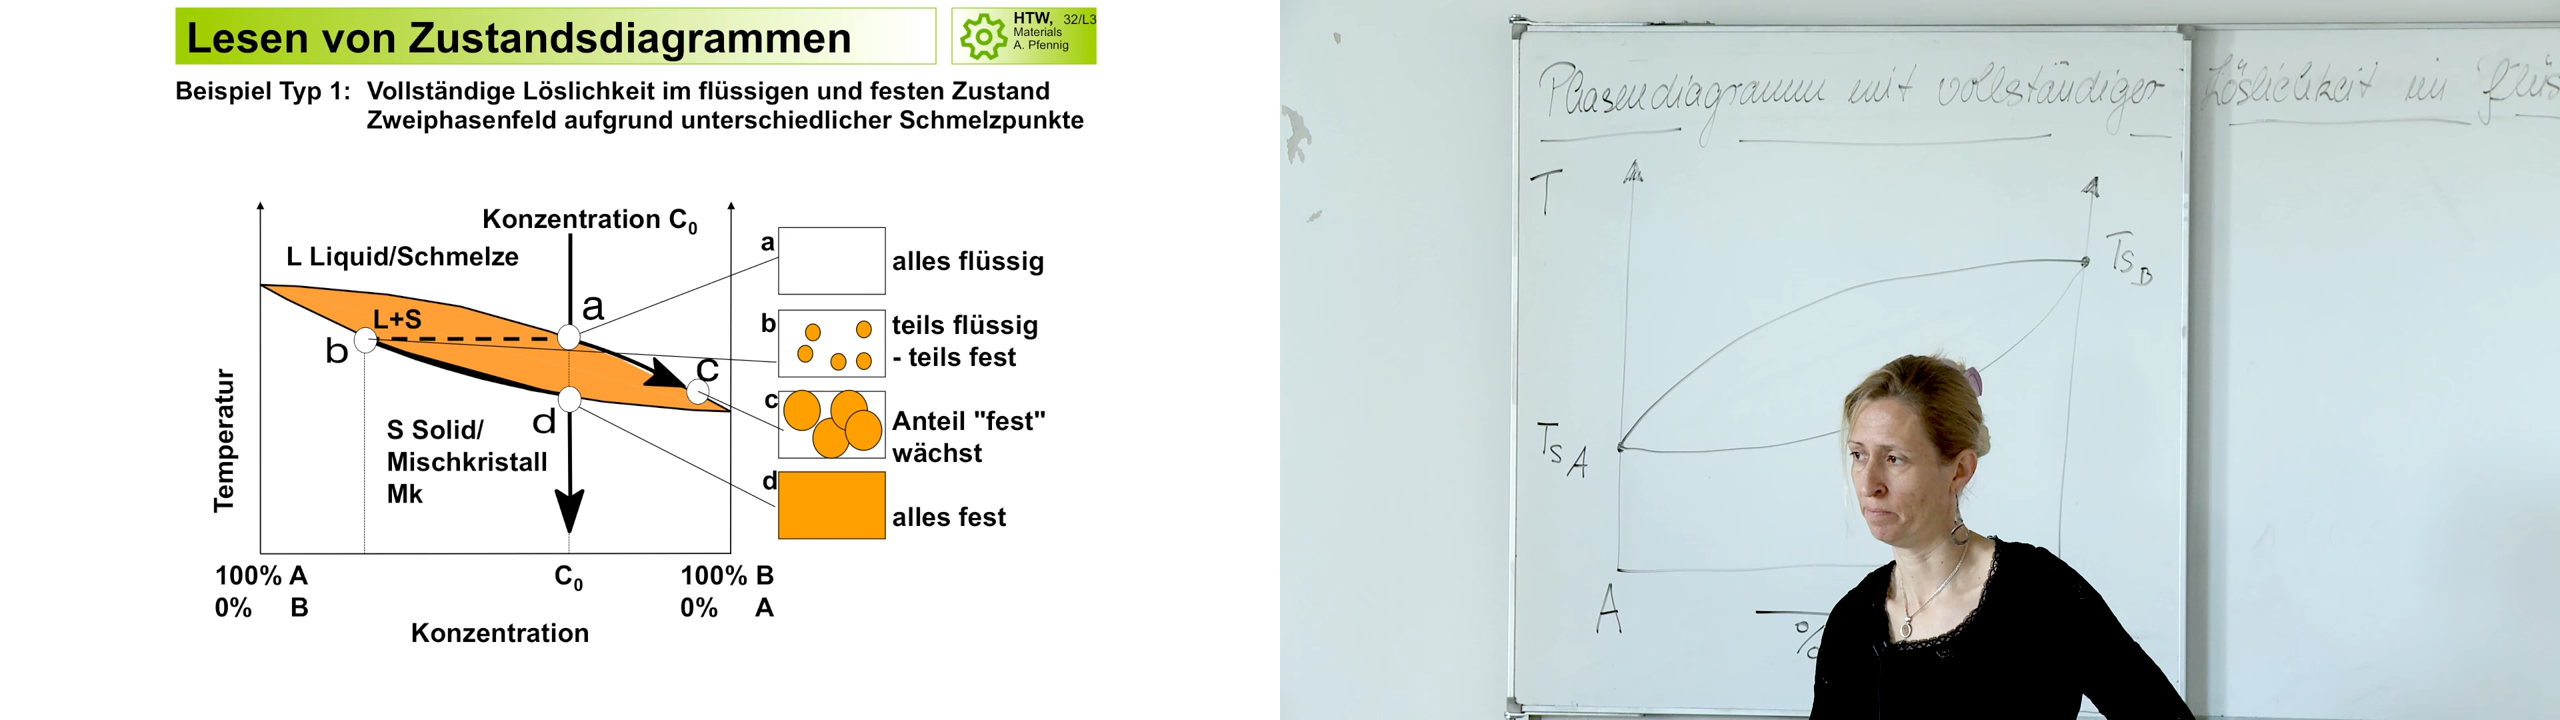 Lesen von Zustandsdiagrammen
HTW, 32/L3
Materials
A. Pfennig
Beispiel Typ 1: Vollständige Löslichkeit im flüssigen und festen Zustand
Zweiphasenfeld aufgrund unterschiedlicher Schmelzpunkte
Konzentration C0
L Liquid/Schmelze
a
L+S
b
c
d
S Solid/
Mischkristall
Mk
Temperatur
a alles flüssig
b teils flüssig
- teils fest
c Anteil "fest"
wächst
d alles fest
100% A C0 100% B
0% B 0% A
Konzentration
Phasendiagramm mit vollständiger Löslichkeit im
T
TSB
TSA
A
%